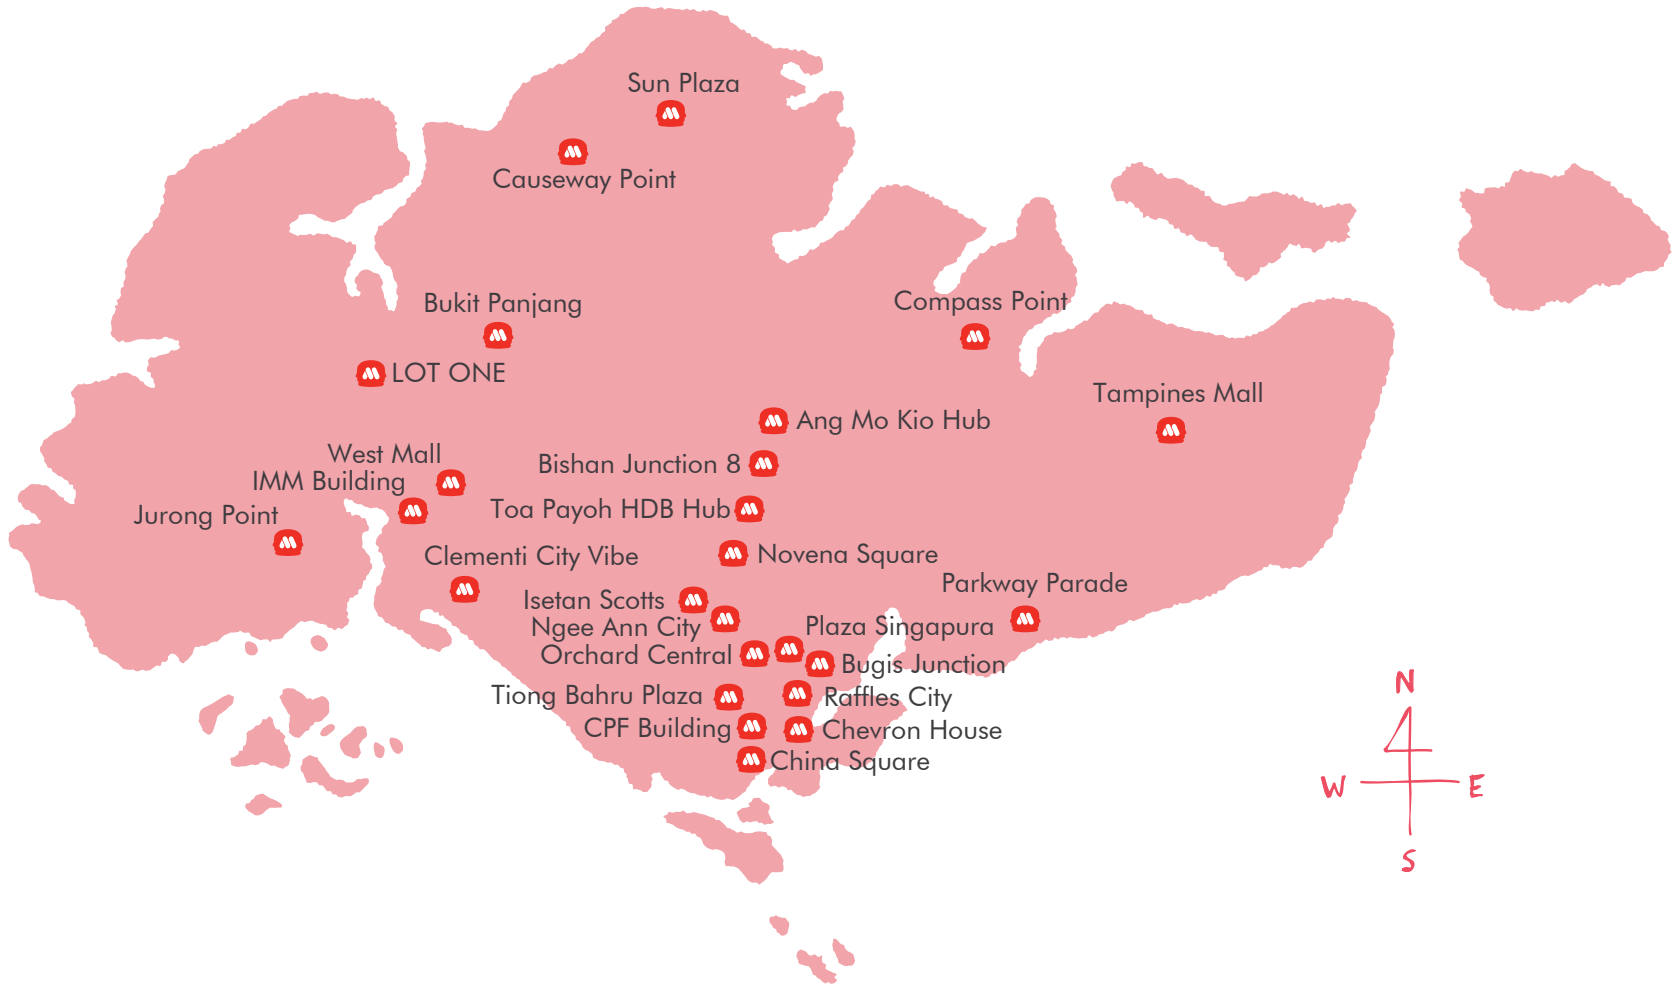 Sun Plaza
Causeway Point
Bukit Panjang
Compass Point
LOT ONE
Tampines Mall
Ang Mo Kio Hub
West Mall
Bishan Junction 8
IMM Building
Toa Payoh HDB Hub
Jurong Point
Clementi City Vibe
Novena Square
Parkway Parade
Isetan Scotts
Ngee Ann City
Plaza Singapura
Orchard Central
Bugis Junction
Tiong Bahru Plaza
Raffles City
CPF Building
Chevron House
China Square
N
W
E
S